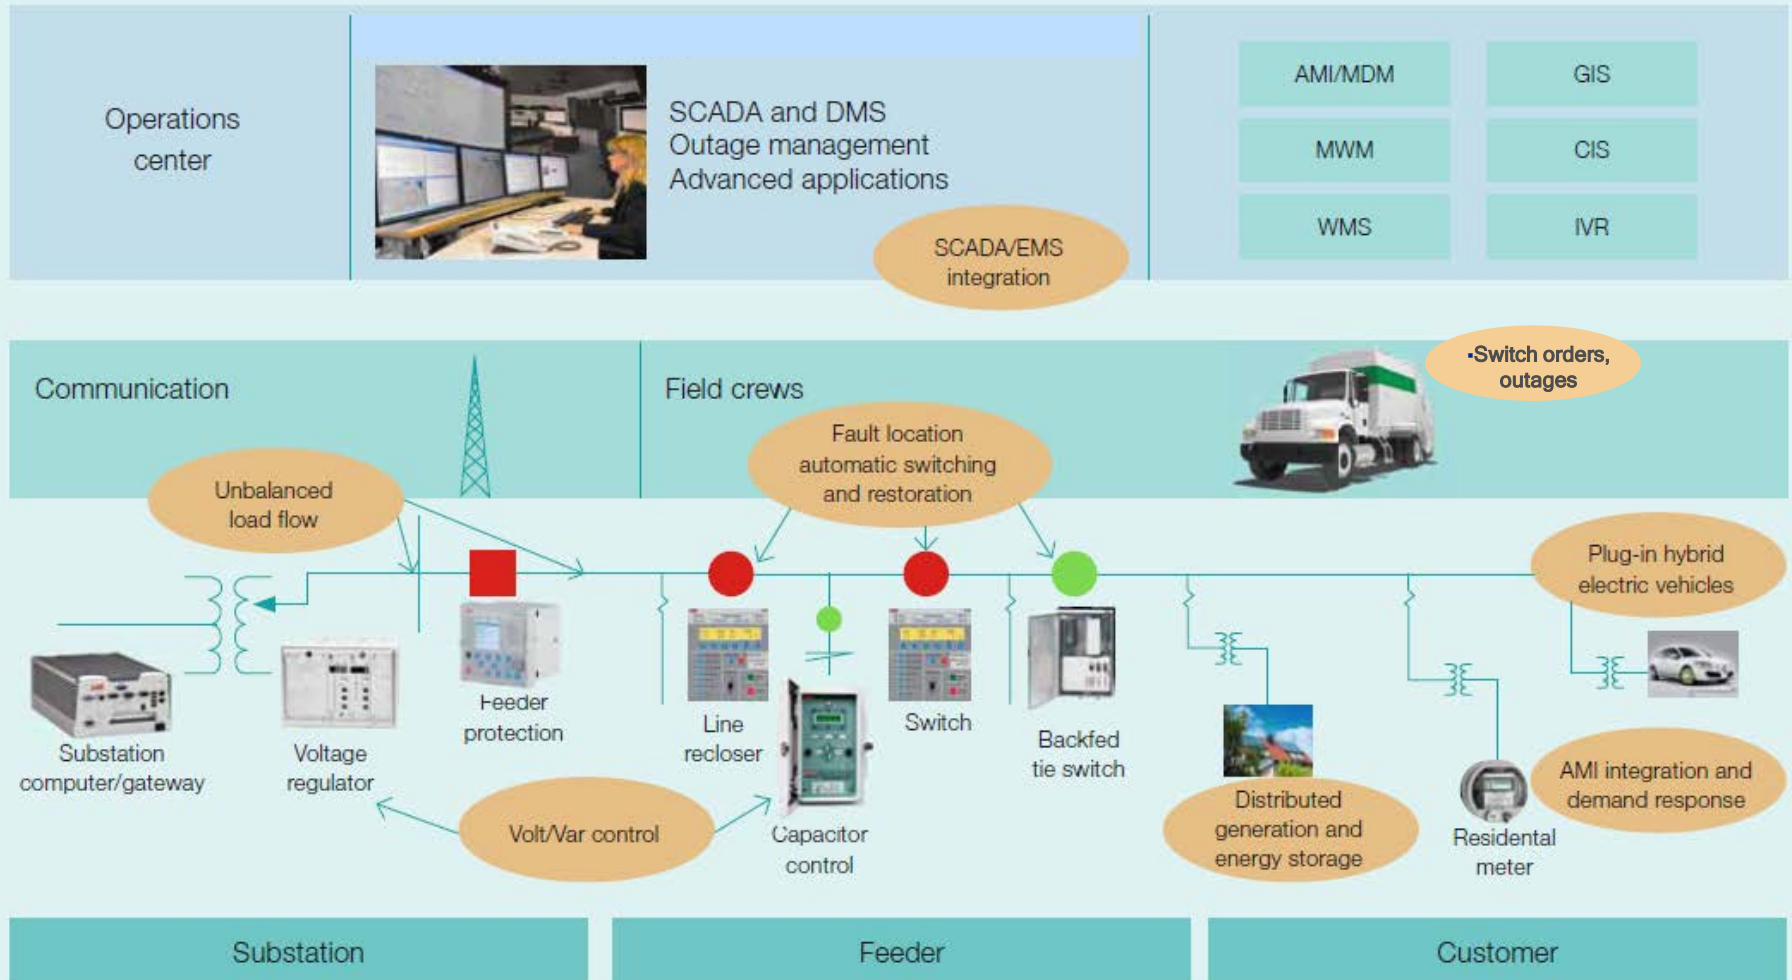 Operations
center
SCADA and DMS
Outage management
Advanced applications
SCADA/EMS
integration
AMI/MDM
GIS
MWM
CIS
WMS
IVR
Communication
Field crews
▪Switch orders,
outages
Unbalanced
load flow
Fault location
automatic switching
and restoration
Plug-in hybrid
electric vehicles
Substation
computer/gateway
Voltage
regulator
Feeder
protection
Line
recloser
Switch
Backfed
tie switch
Volt/Var control
Capacitor
control
Distributed
generation and
energy storage
Residental
meter
AMI integration and
demand response
Substation
Feeder
Customer